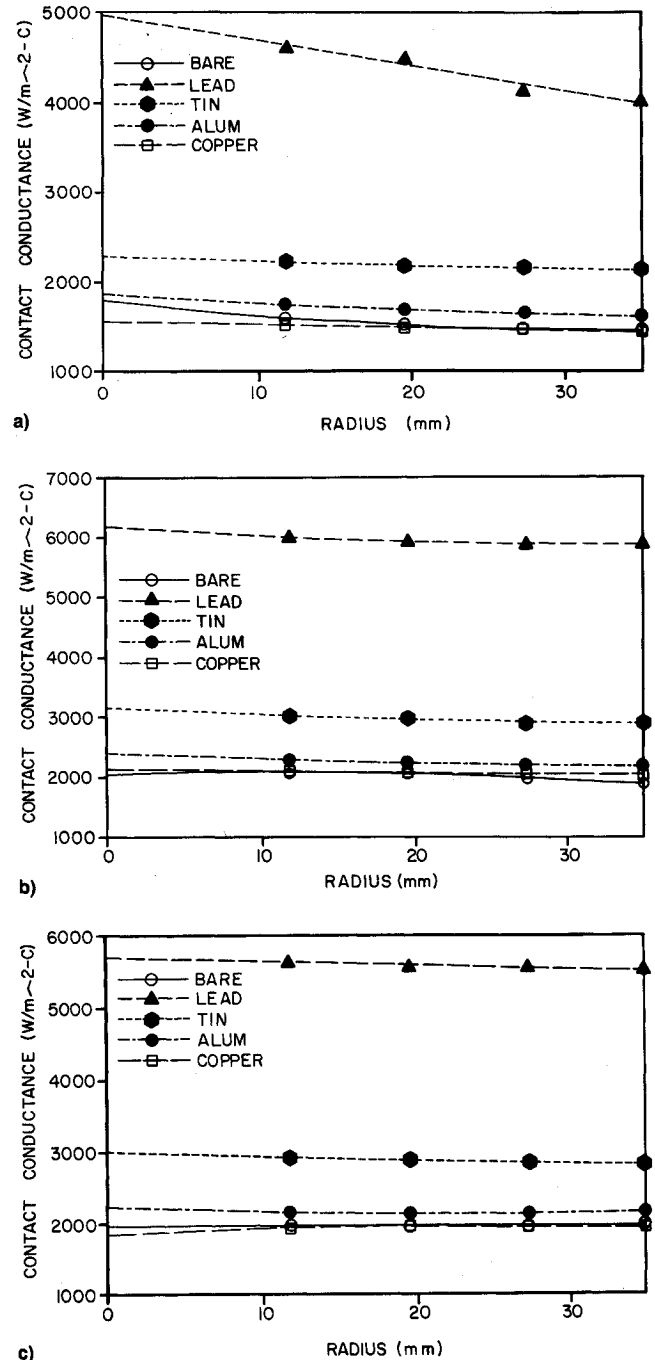 5000
4000
3000
2000
1000
CONTACT CONDUCTANCE (W/m~2-C)
BARE
LEAD
TIN
ALUM
COPPER
0 10 20 30
a) RADIUS (mm)
7000
6000
5000
4000
3000
2000
1000
CONTACT CONDUCTANCE (W/m~2-C)
BARE
LEAD
TIN
ALUM
COPPER
0 10 20 30
b) RADIUS (mm)
6000
5000
4000
3000
2000
1000
CONTACT CONDUCTANCE (W/m~2-C)
BARE
LEAD
TIN
ALUM
COPPER
0 10 20 30
c) RADIUS (mm)